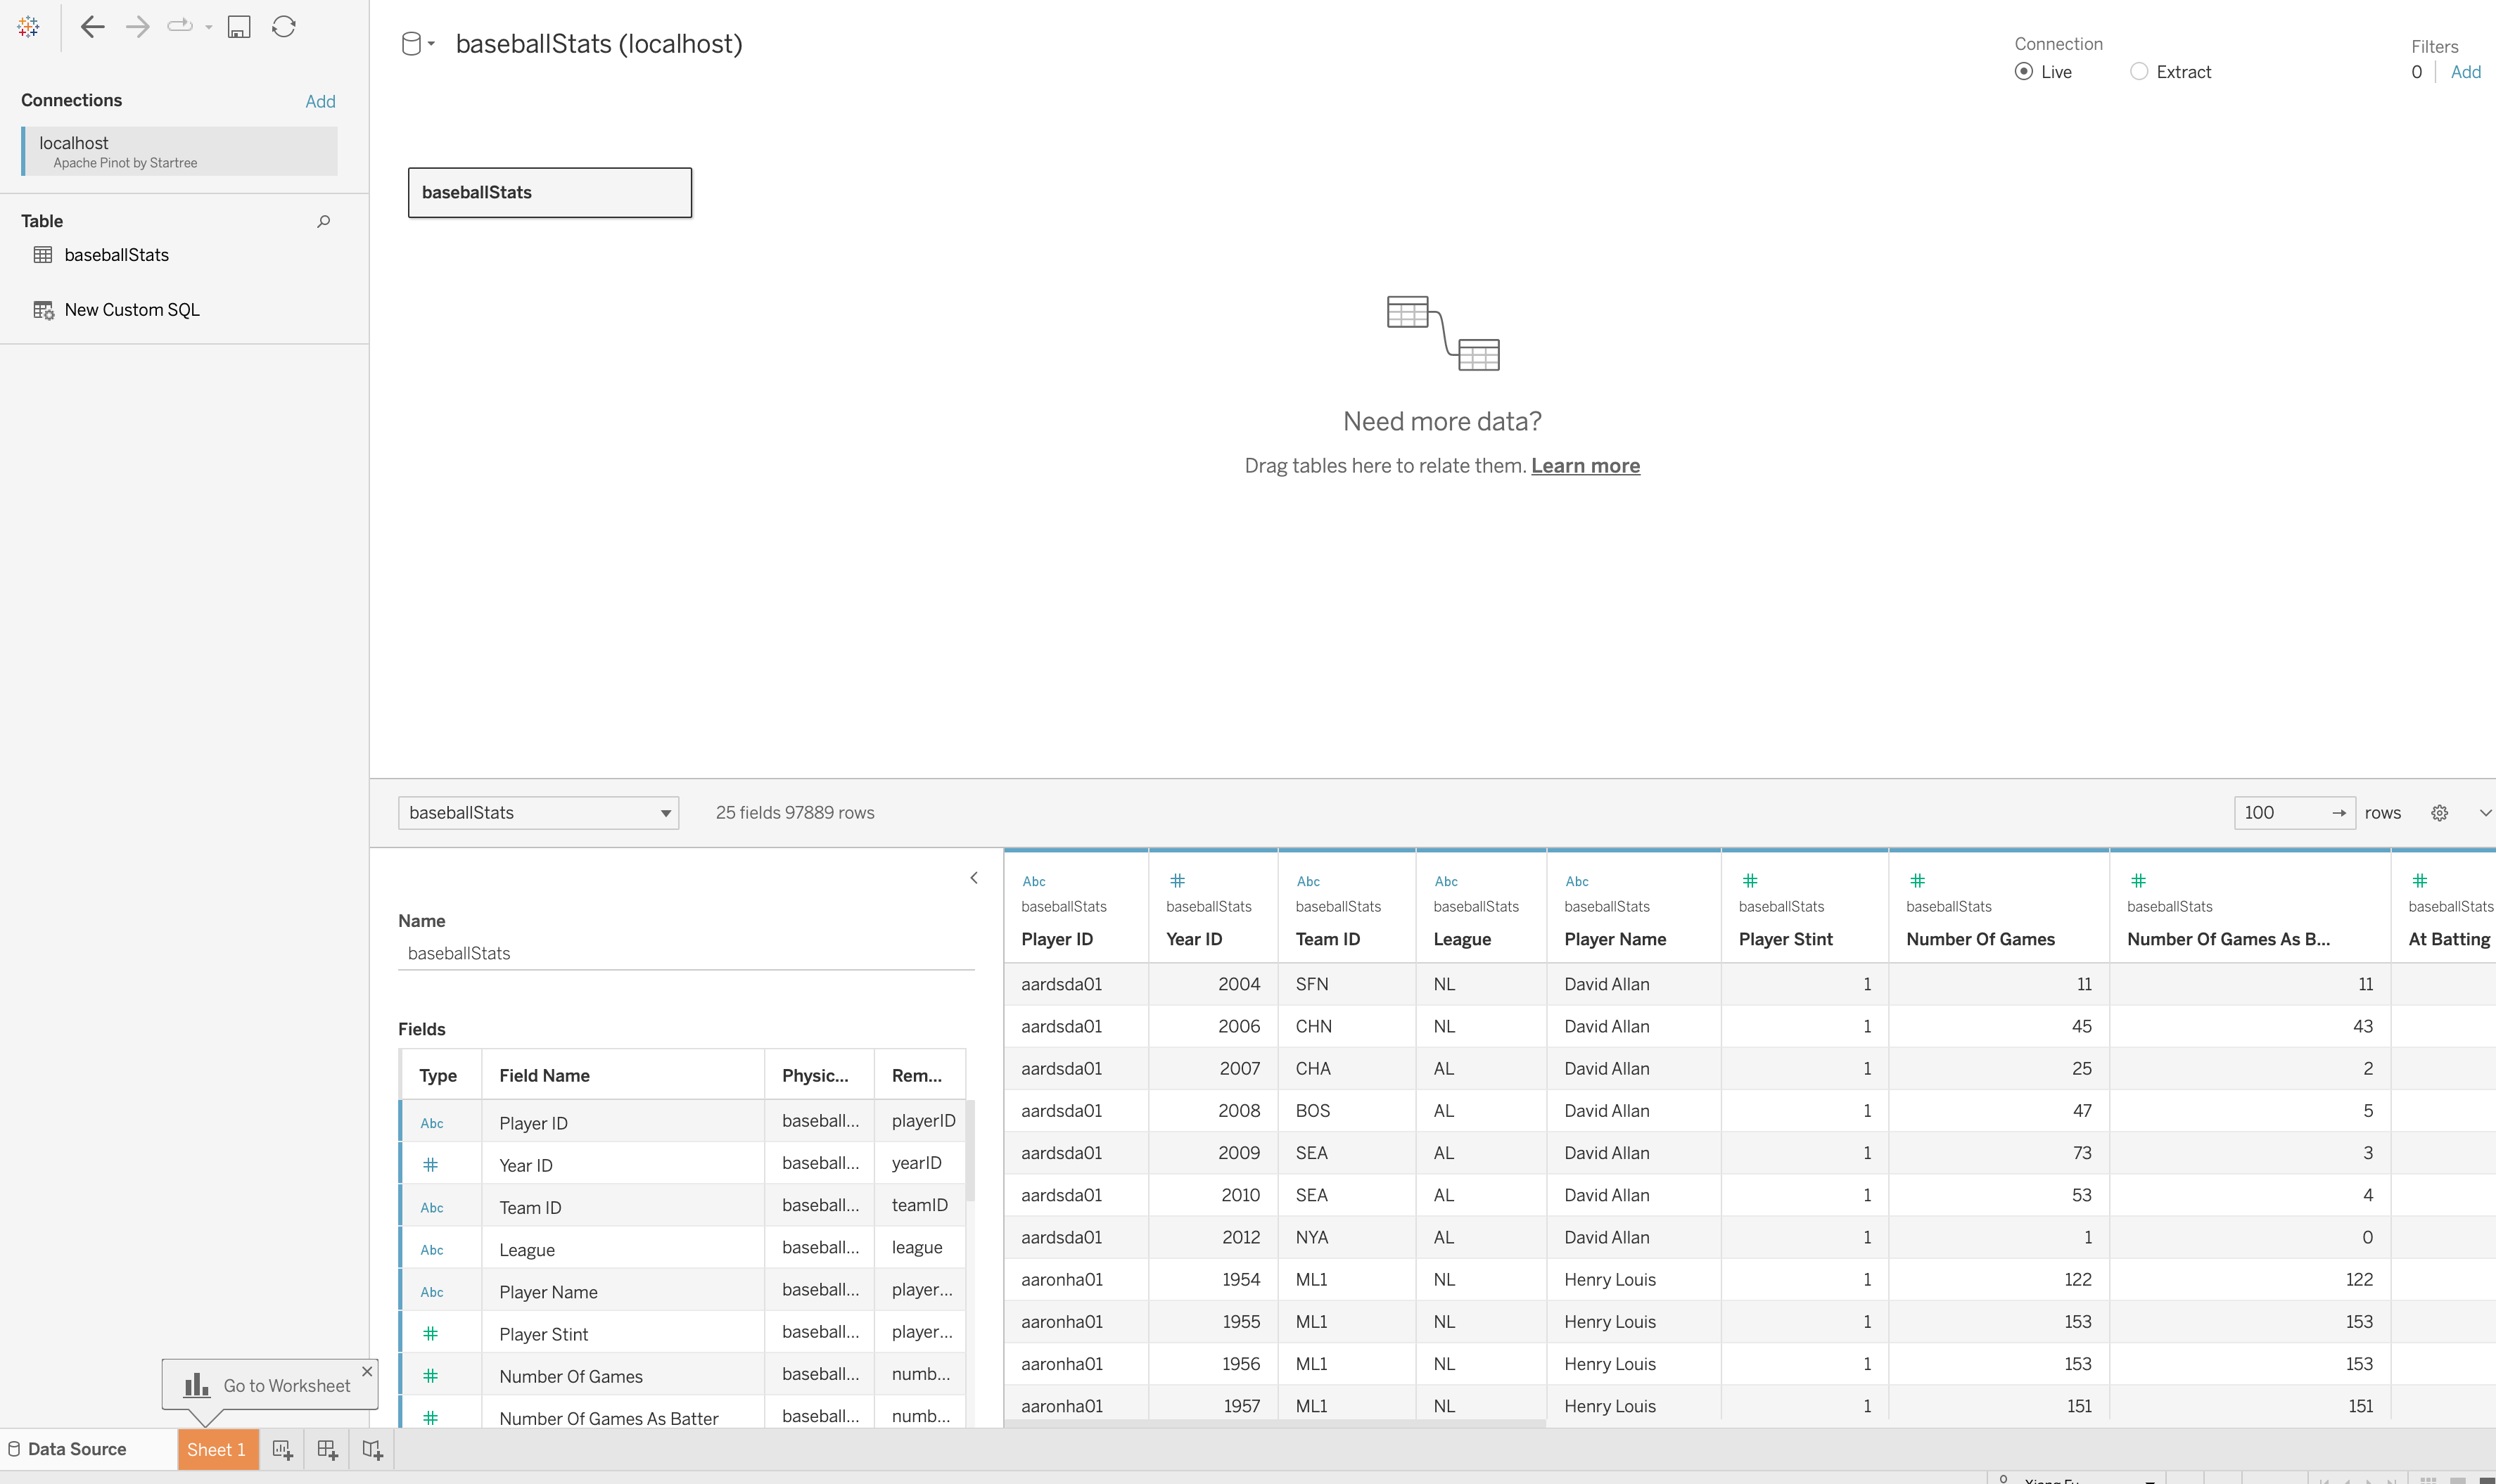 baseballStats (localhost)
Connection
Live
Extract
Filters
0
Add
Connections
Add
localhost
Apache Pinot by Startree
Table
baseballStats
New Custom SQL
baseballStats
Need more data?
Drag tables here to relate them. Learn more
baseballStats
25 fields 97889 rows
100 → rows
Name
baseballStats
Fields
Type Field Name Physic... Rem...
Abc Player ID baseball... playerID
# Year ID baseball... yearID
Abc Team ID baseball... teamID
Abc League baseball... league
Abc Player Name baseball... player...
# Player Stint baseball... player...
# Number Of Games baseball... numb...
# Number Of Games As Batter baseball... numb...
Abc # Abc Abc Abc # # # #
baseballStats baseballStats baseballStats baseballStats baseballStats baseballStats baseballStats baseballStats baseballStats
Player ID Year ID Team ID League Player Name Player Stint Number Of Games Number Of Games As B... At Batting
aardsda01 2004 SFN NL David Allan 1 11 11
aardsda01 2006 CHN NL David Allan 1 45 43
aardsda01 2007 CHA AL David Allan 1 25 2
aardsda01 2008 BOS AL David Allan 1 47 5
aardsda01 2009 SEA AL David Allan 1 73 3
aardsda01 2010 SEA AL David Allan 1 53 4
aardsda01 2012 NYA AL David Allan 1 1 0
aaronha01 1954 ML1 NL Henry Louis 1 122 122
aaronha01 1955 ML1 NL Henry Louis 1 153 153
aaronha01 1956 ML1 NL Henry Louis 1 153 153
aaronha01 1957 ML1 NL Henry Louis 1 151 151
Go to Worksheet
Data Source
Sheet 1